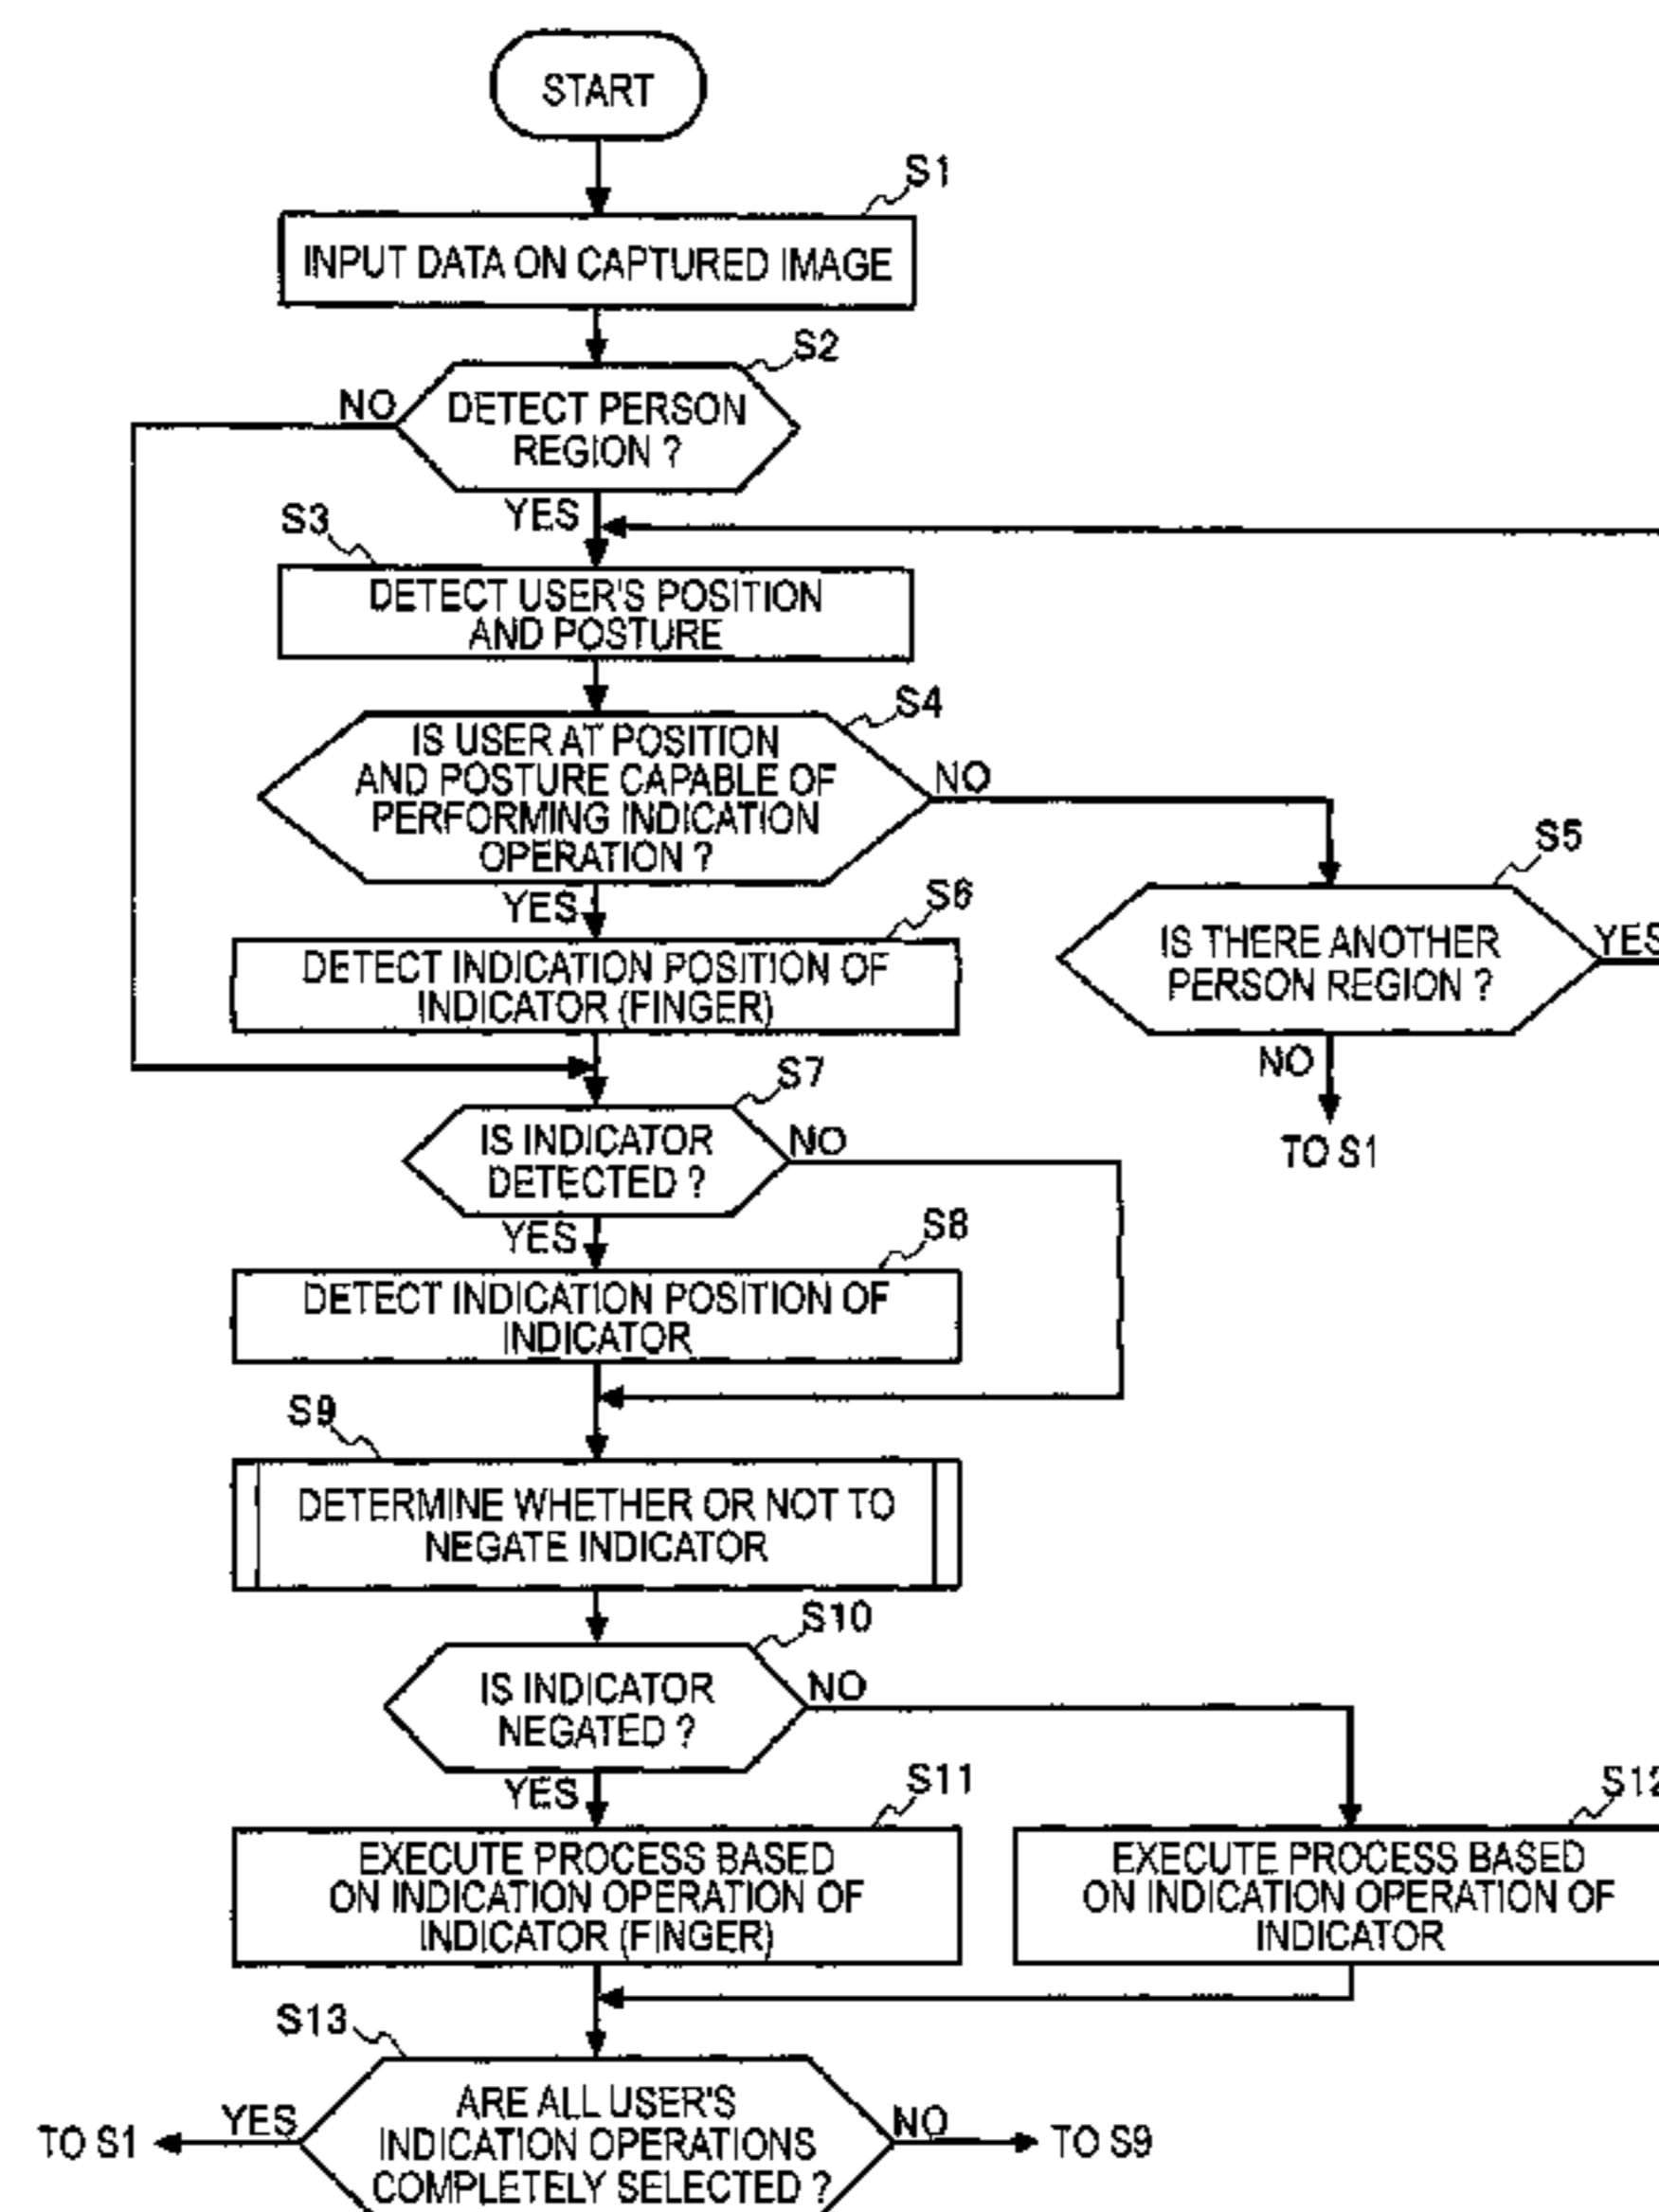 START
S1
INPUT DATA ON CAPTURED IMAGE
S2
NO
DETECT PERSON
REGION ?
YES
S3
DETECT USER'S POSITION
AND POSTURE
S4
IS USER AT POSITION
AND POSTURE CAPABLE OF
PERFORMING INDICATION
OPERATION ?
NO
YES
S5
IS THERE ANOTHER
PERSON REGION ?
YES
NO
TO S1
S6
DETECT INDICATION POSITION OF
INDICATOR (FINGER)
S7
IS INDICATOR
DETECTED ?
NO
YES
S8
DETECT INDICATION POSITION OF
INDICATOR
S9
DETERMINE WHETHER OR NOT TO
NEGATE INDICATOR
S10
IS INDICATOR
NEGATED ?
NO
YES
S11
EXECUTE PROCESS BASED
ON INDICATION OPERATION OF
INDICATOR (FINGER)
S12
EXECUTE PROCESS BASED
ON INDICATION OPERATION OF
INDICATOR
S13
ARE ALL USER'S
INDICATION OPERATIONS
COMPLETELY SELECTED ?
YES
TO S1
NO
TO S9